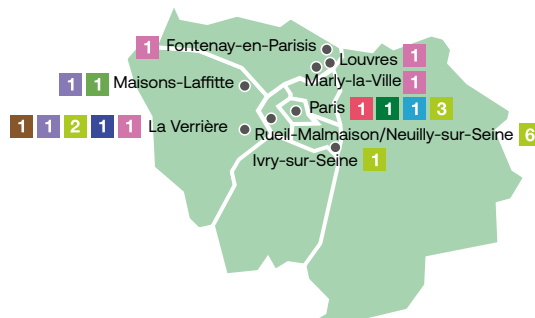 1 Fontenay-en-Parisis
Louvres 1
1 1 Maisons-Laffitte
Marly-la-Ville 1
Paris 1 1 1 3
1 1 2 1 1 La Verrière
Rueil-Malmaison/Neuilly-sur-Seine 6
Ivry-sur-Seine 1